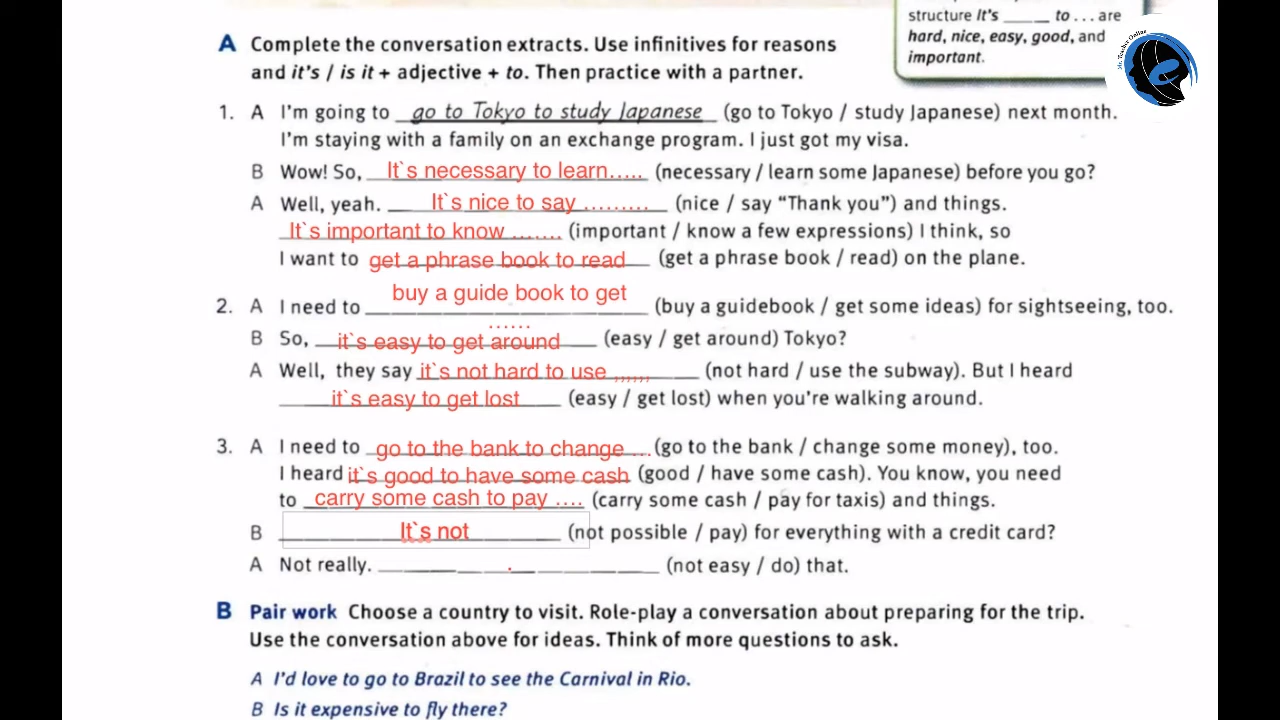 structure It's ____ to ... are
hard, nice, easy, good, and
important.
Mr. Teacher Online
A Complete the conversation extracts. Use infinitives for reasons
and it's / is it + adjective + to. Then practice with a partner.
1. A I'm going to go to Tokyo to study Japanese (go to Tokyo / study Japanese) next month.
I'm staying with a family on an exchange program. I just got my visa.
B Wow! So, It`s necessary to learn..... (necessary / learn some Japanese) before you go?
A Well, yeah. It`s nice to say ......... (nice / say "Thank you") and things.
It`s important to know ....... (important / know a few expressions) I think, so
I want to get a phrase book to read (get a phrase book / read) on the plane.
buy a guide book to get
2. A I need to ____ (buy a guidebook / get some ideas) for sightseeing, too.
......
B So, it`s easy to get around (easy / get around) Tokyo?
A Well, they say it`s not hard to use ,,,,,, (not hard / use the subway). But I heard
it`s easy to get lost (easy / get lost) when you're walking around.
3. A I need to go to the bank to change ... (go to the bank / change some money), too.
I heard it`s good to have some cash (good / have some cash). You know, you need
to carry some cash to pay .... (carry some cash / pay for taxis) and things.
B It`s not (not possible / pay) for everything with a credit card?
A Not really. ____ (not easy / do) that.
B Pair work Choose a country to visit. Role-play a conversation about preparing for the trip.
Use the conversation above for ideas. Think of more questions to ask.
A I'd love to go to Brazil to see the Carnival in Rio.
B Is it expensive to fly there?